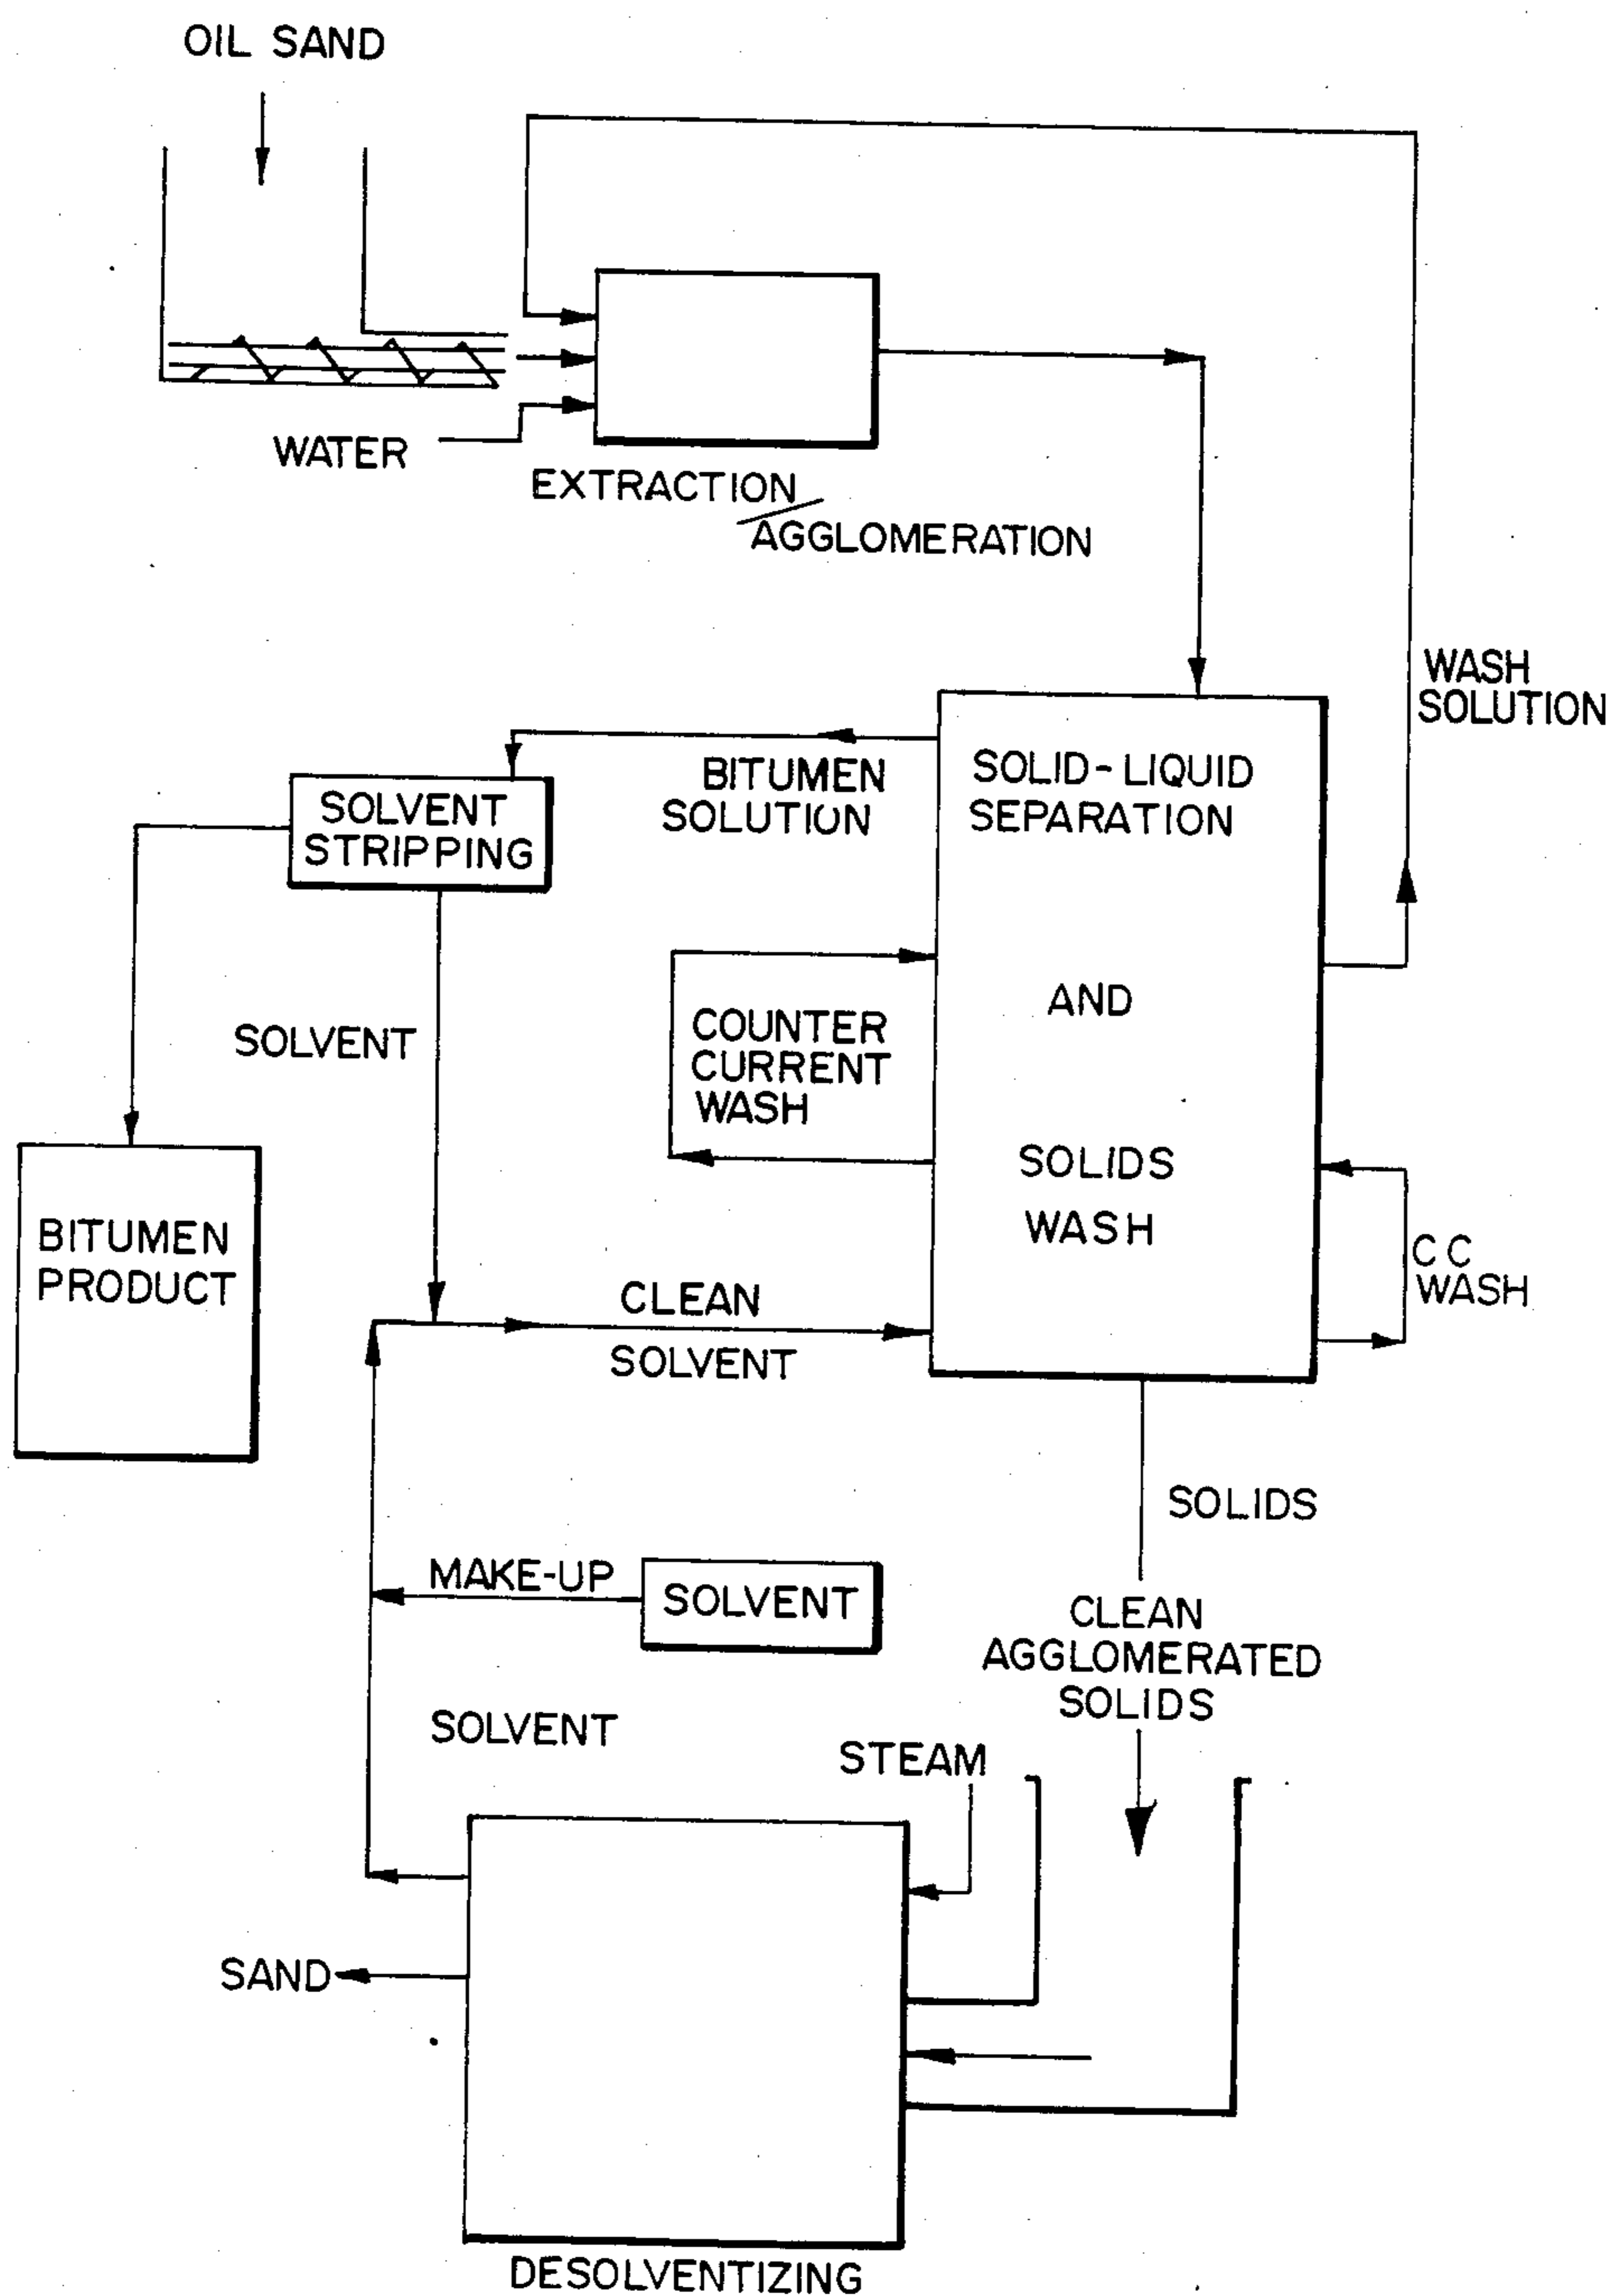 OIL SAND
WATER
EXTRACTION
/AGGLOMERATION
WASH
SOLUTION
BITUMEN
SOLUTION
SOLID-LIQUID
SEPARATION
AND
SOLIDS
WASH
SOLVENT
STRIPPING
SOLVENT
COUNTER
CURRENT
WASH
BITUMEN
PRODUCT
CC
WASH
CLEAN
SOLVENT
SOLIDS
MAKE-UP
SOLVENT
CLEAN
AGGLOMERATED
SOLIDS
SOLVENT
STEAM
SAND
DESOLVENTIZING